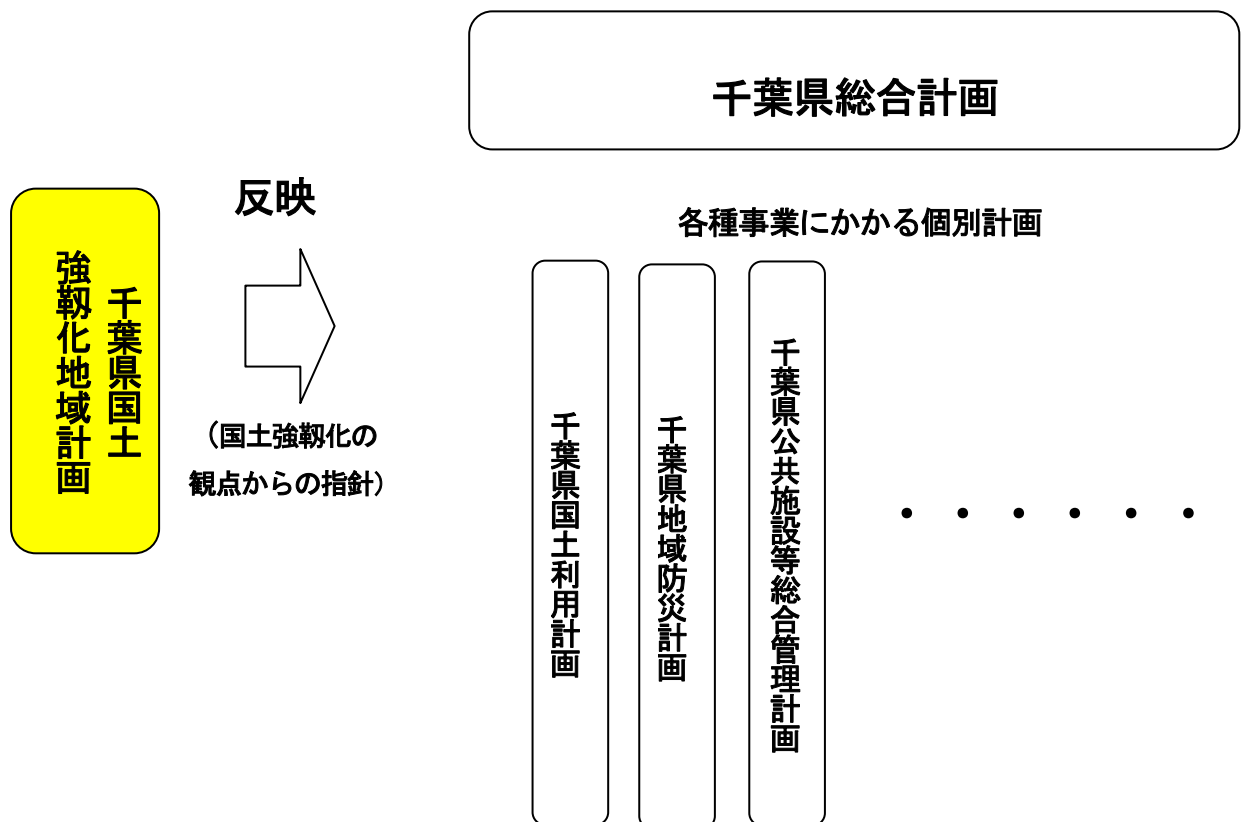 千葉県総合計画
反映
各種事業にかかる個別計画
千葉県国土
強靱化地域計画
（国土強靱化の
観点からの指針）
千葉県国土利用計画
千葉県地域防災計画
千葉県公共施設等総合管理計画
・・・・・・